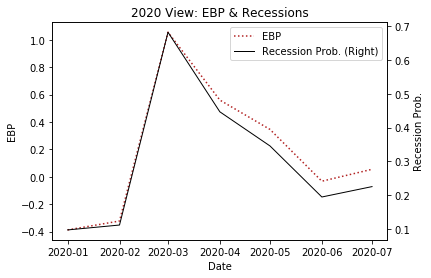 2020 View: EBP & Recessions
EBP
Recession Prob. (Right)
1.0
0.8
0.6
0.4
0.2
0.0
−0.2
−0.4
EBP
0.7
0.6
0.5
0.4
0.3
0.2
0.1
Recession Prob.
2020-01 2020-02 2020-03 2020-04 2020-05 2020-06 2020-07
Date